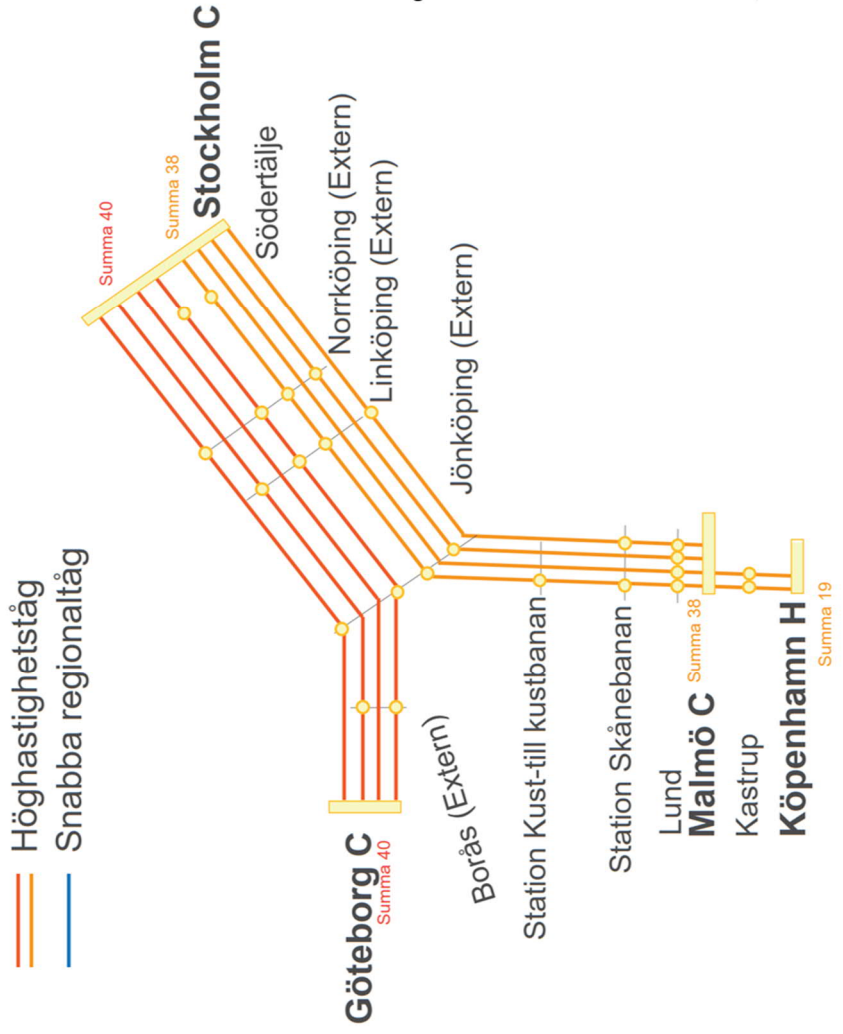 Höghastighetståg
Snabba regionaltåg
Summa 40
Summa 38
Stockholm C
Södertälje
Norrköping (Extern)
Linköping (Extern)
Jönköping (Extern)
Göteborg C
Summa 40
Borås (Extern)
Station Kust-till kustbanan
Station Skånebanan
Lund
Summa 38
Malmö C
Kastrup
Köpenhamn H
Summa 19